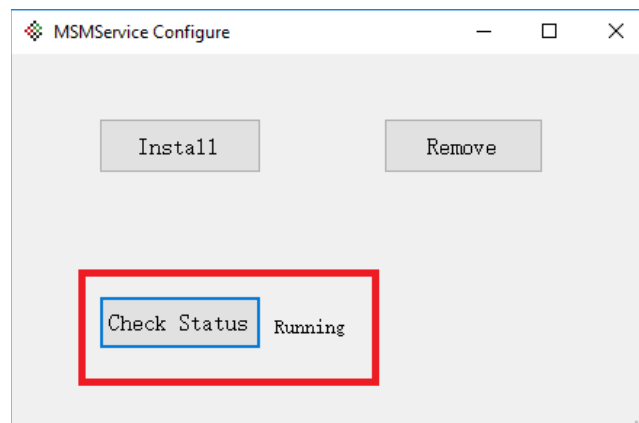 MSMService Configure
Install
Remove
Check Status
Running